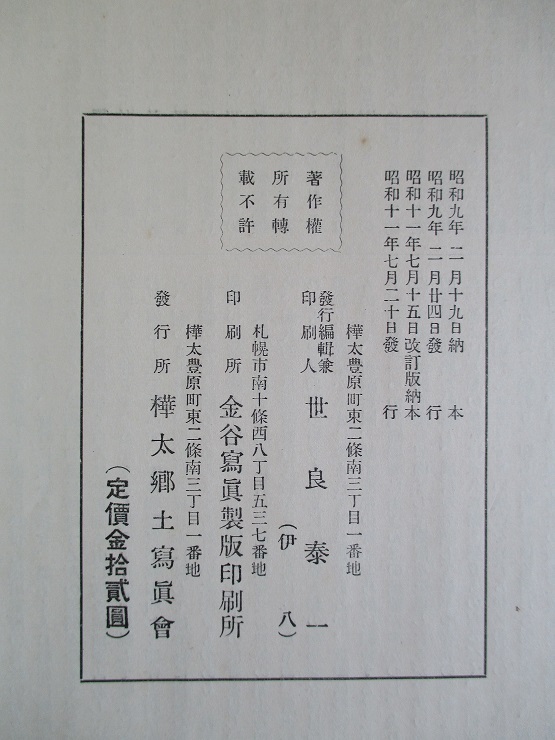 昭和九年二月十九日納本
昭和九年二月廿四日發行
昭和十一年七月十五日改訂版納本
昭和十一年七月二十日發行
著作權
所有轉
載不許
樺太豊原町東二條南三丁目一番地
發行編輯兼
印刷人 世良泰一
(伊八)
札幌市南十條西八丁目五三七番地
印刷所 金谷寫眞製版印刷所
樺太豊原町東二條南三丁目一番地
發行所 樺太郷土寫眞會
(定價金拾貳圓)